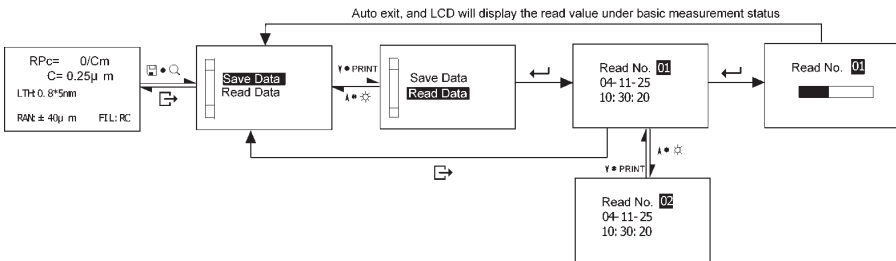 Auto exit, and LCD will display the read value under basic measurement status
RPc= 0/Cm
C= 0.25μ m
LTH: 0. 8*5mm
RAN: ± 40μ m FIL: RC
Save Data
Read Data
PRINT
Save Data
Read Data
Read No. 01
04-11-25
10: 30: 20
Read No. 01
PRINT
Read No. 02
04-11-25
10: 30: 20